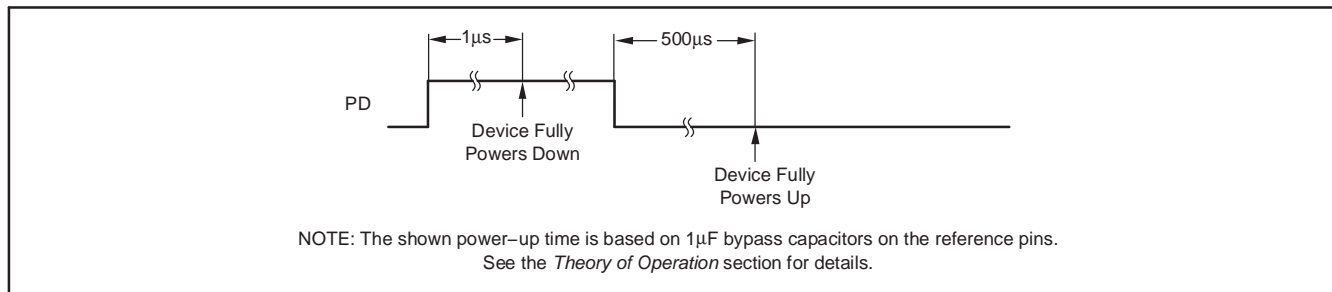 1μs
500μs
PD
Device Fully
Powers Down
Device Fully
Powers Up
NOTE: The shown power−up time is based on 1μF bypass capacitors on the reference pins.
See the Theory of Operation section for details.